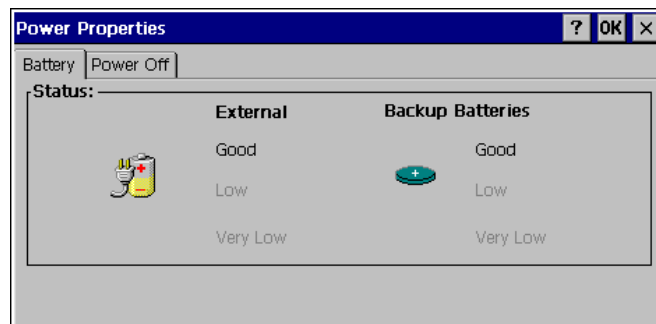 Power Properties ? OK ×
Battery Power Off
Status:
External Backup Batteries
Good Good
Low Low
Very Low Very Low